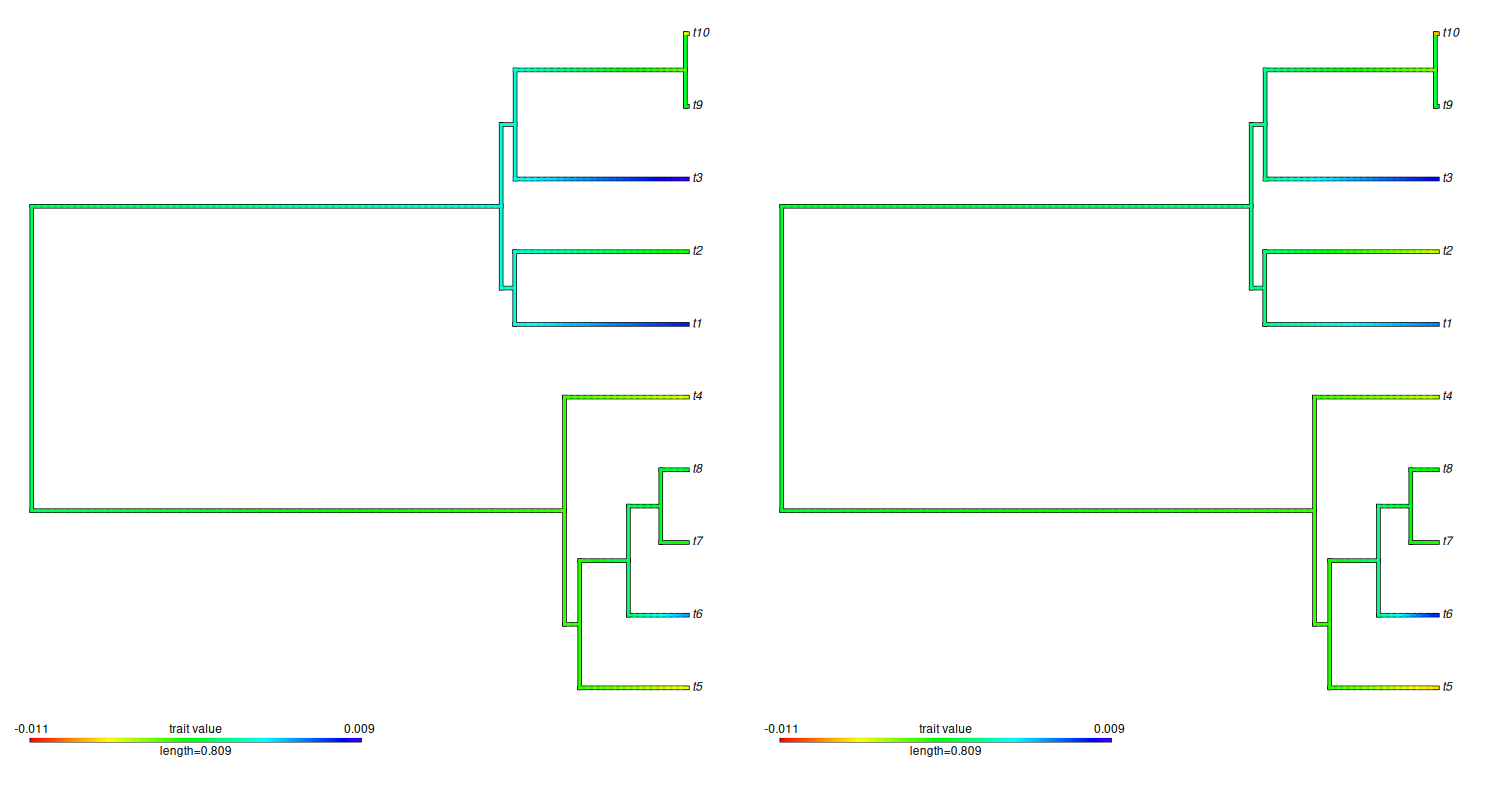 t10
t9
t3
t2
t1
t4
t8
t7
t6
t5
-0.011 trait value 0.009
length=0.809
t10
t9
t3
t2
t1
t4
t8
t7
t6
t5
-0.011 trait value 0.009
length=0.809